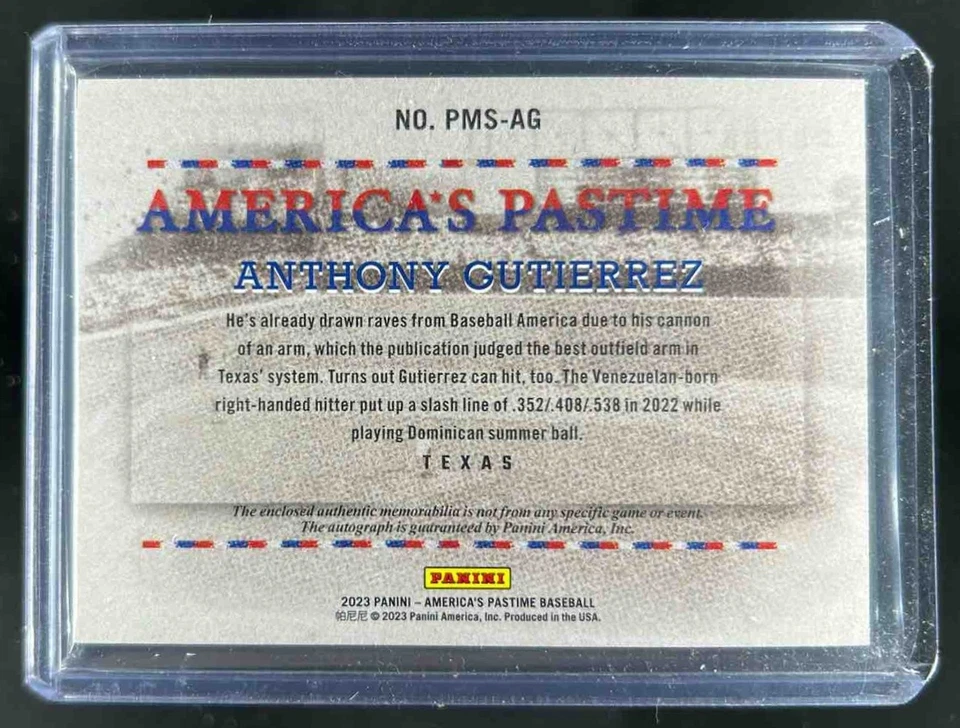 NO. PMS-AG
AMERICA'S PASTIME
ANTHONY GUTIERREZ
He's already drawn raves from Baseball America due to his cannon
of an arm, which the publication judged the best outfield arm in
Texas' system. Turns out Gutierrez can hit, too. The Venezuelan-born
right-handed hitter put up a slash line of .352/.408/.538 in 2022 while
playing Dominican summer ball.
TEXAS
The enclosed authentic memorabilia is not from any specific game or event.
The autograph is guaranteed by Panini America, Inc.
PANINI
2023 PANINI – AMERICA'S PASTIME BASEBALL
帕尼尼 © 2023 Panini America, Inc. Produced in the USA.